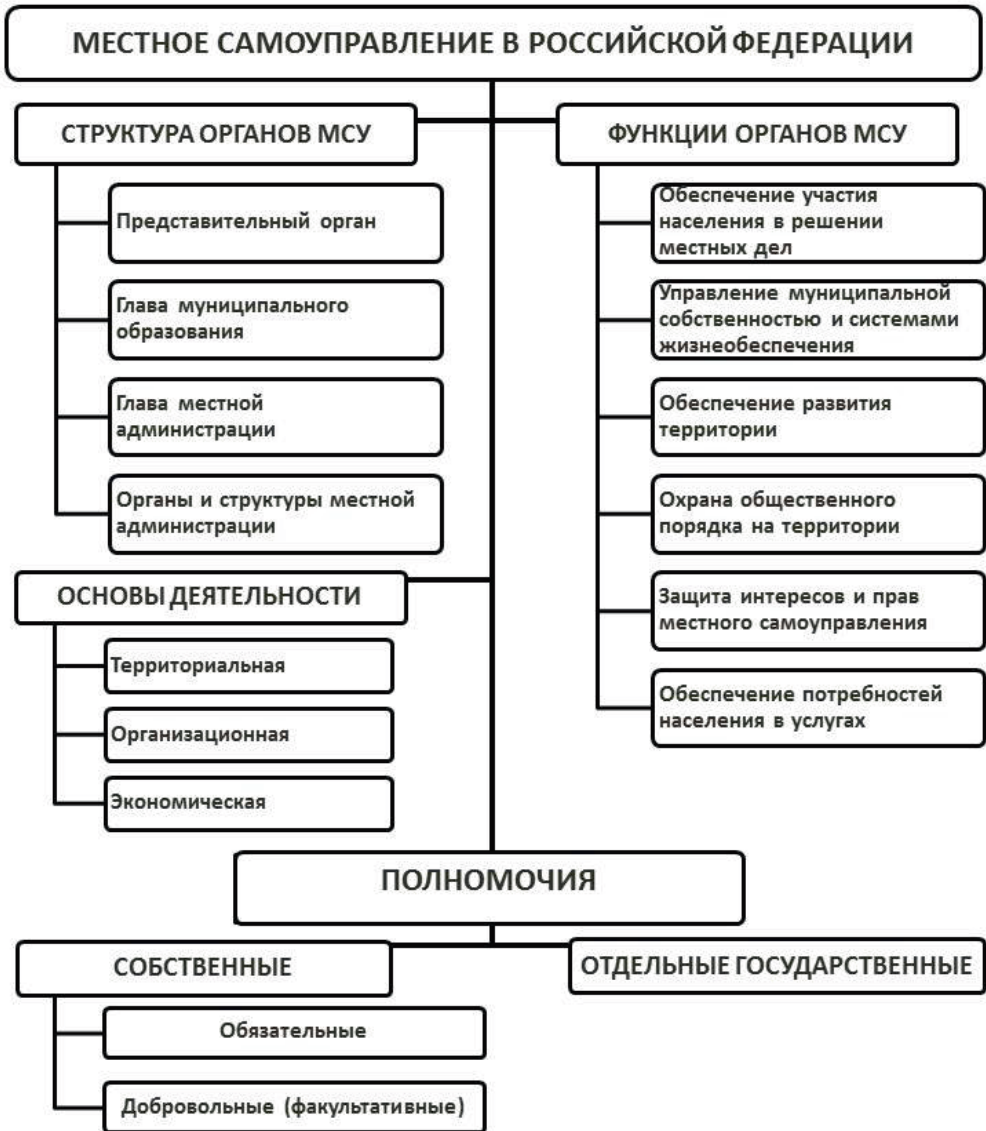 МЕСТНОЕ САМОУПРАВЛЕНИЕ В РОССИЙСКОЙ ФЕДЕРАЦИИ
СТРУКТУРА ОРГАНОВ МСУ
Представительный орган
Глава муниципального
образования
Глава местной
администрации
Органы и структуры местной
администрации
ФУНКЦИИ ОРГАНОВ МСУ
Обеспечение участия
населения в решении
местных дел
Управление муниципальной
собственностью и системами
жизнеобеспечения
Обеспечение развития
территории
Охрана общественного
порядка на территории
Защита интересов и прав
местного самоуправления
Обеспечение потребностей
населения в услугах
ОСНОВЫ ДЕЯТЕЛЬНОСТИ
Территориальная
Организационная
Экономическая
ПОЛНОМОЧИЯ
СОБСТВЕННЫЕ
Обязательные
Добровольные (факультативные)
ОТДЕЛЬНЫЕ ГОСУДАРСТВЕННЫЕ